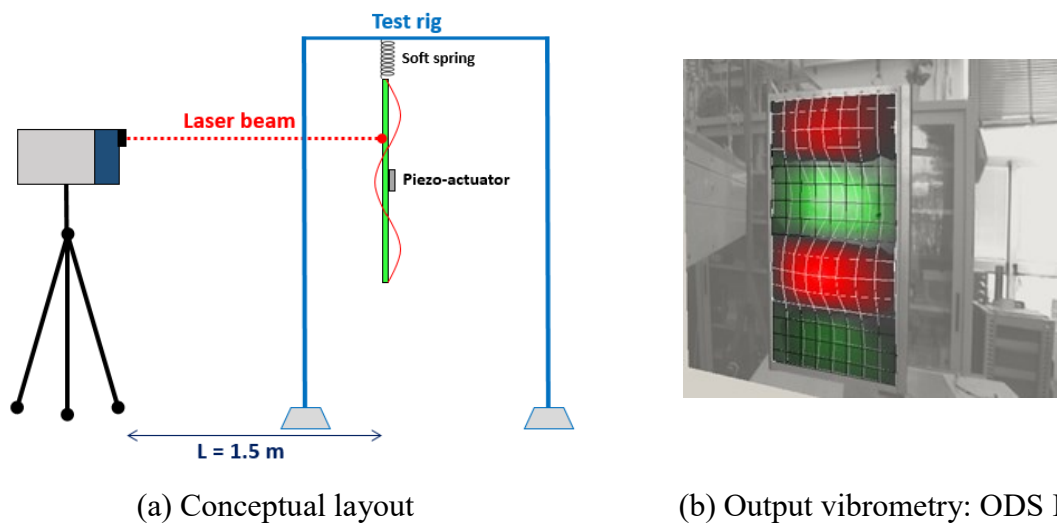 Test rig
Soft spring
Laser beam
Piezo-actuator
L = 1.5 m
(a) Conceptual layout
(b) Output vibrometry: ODS